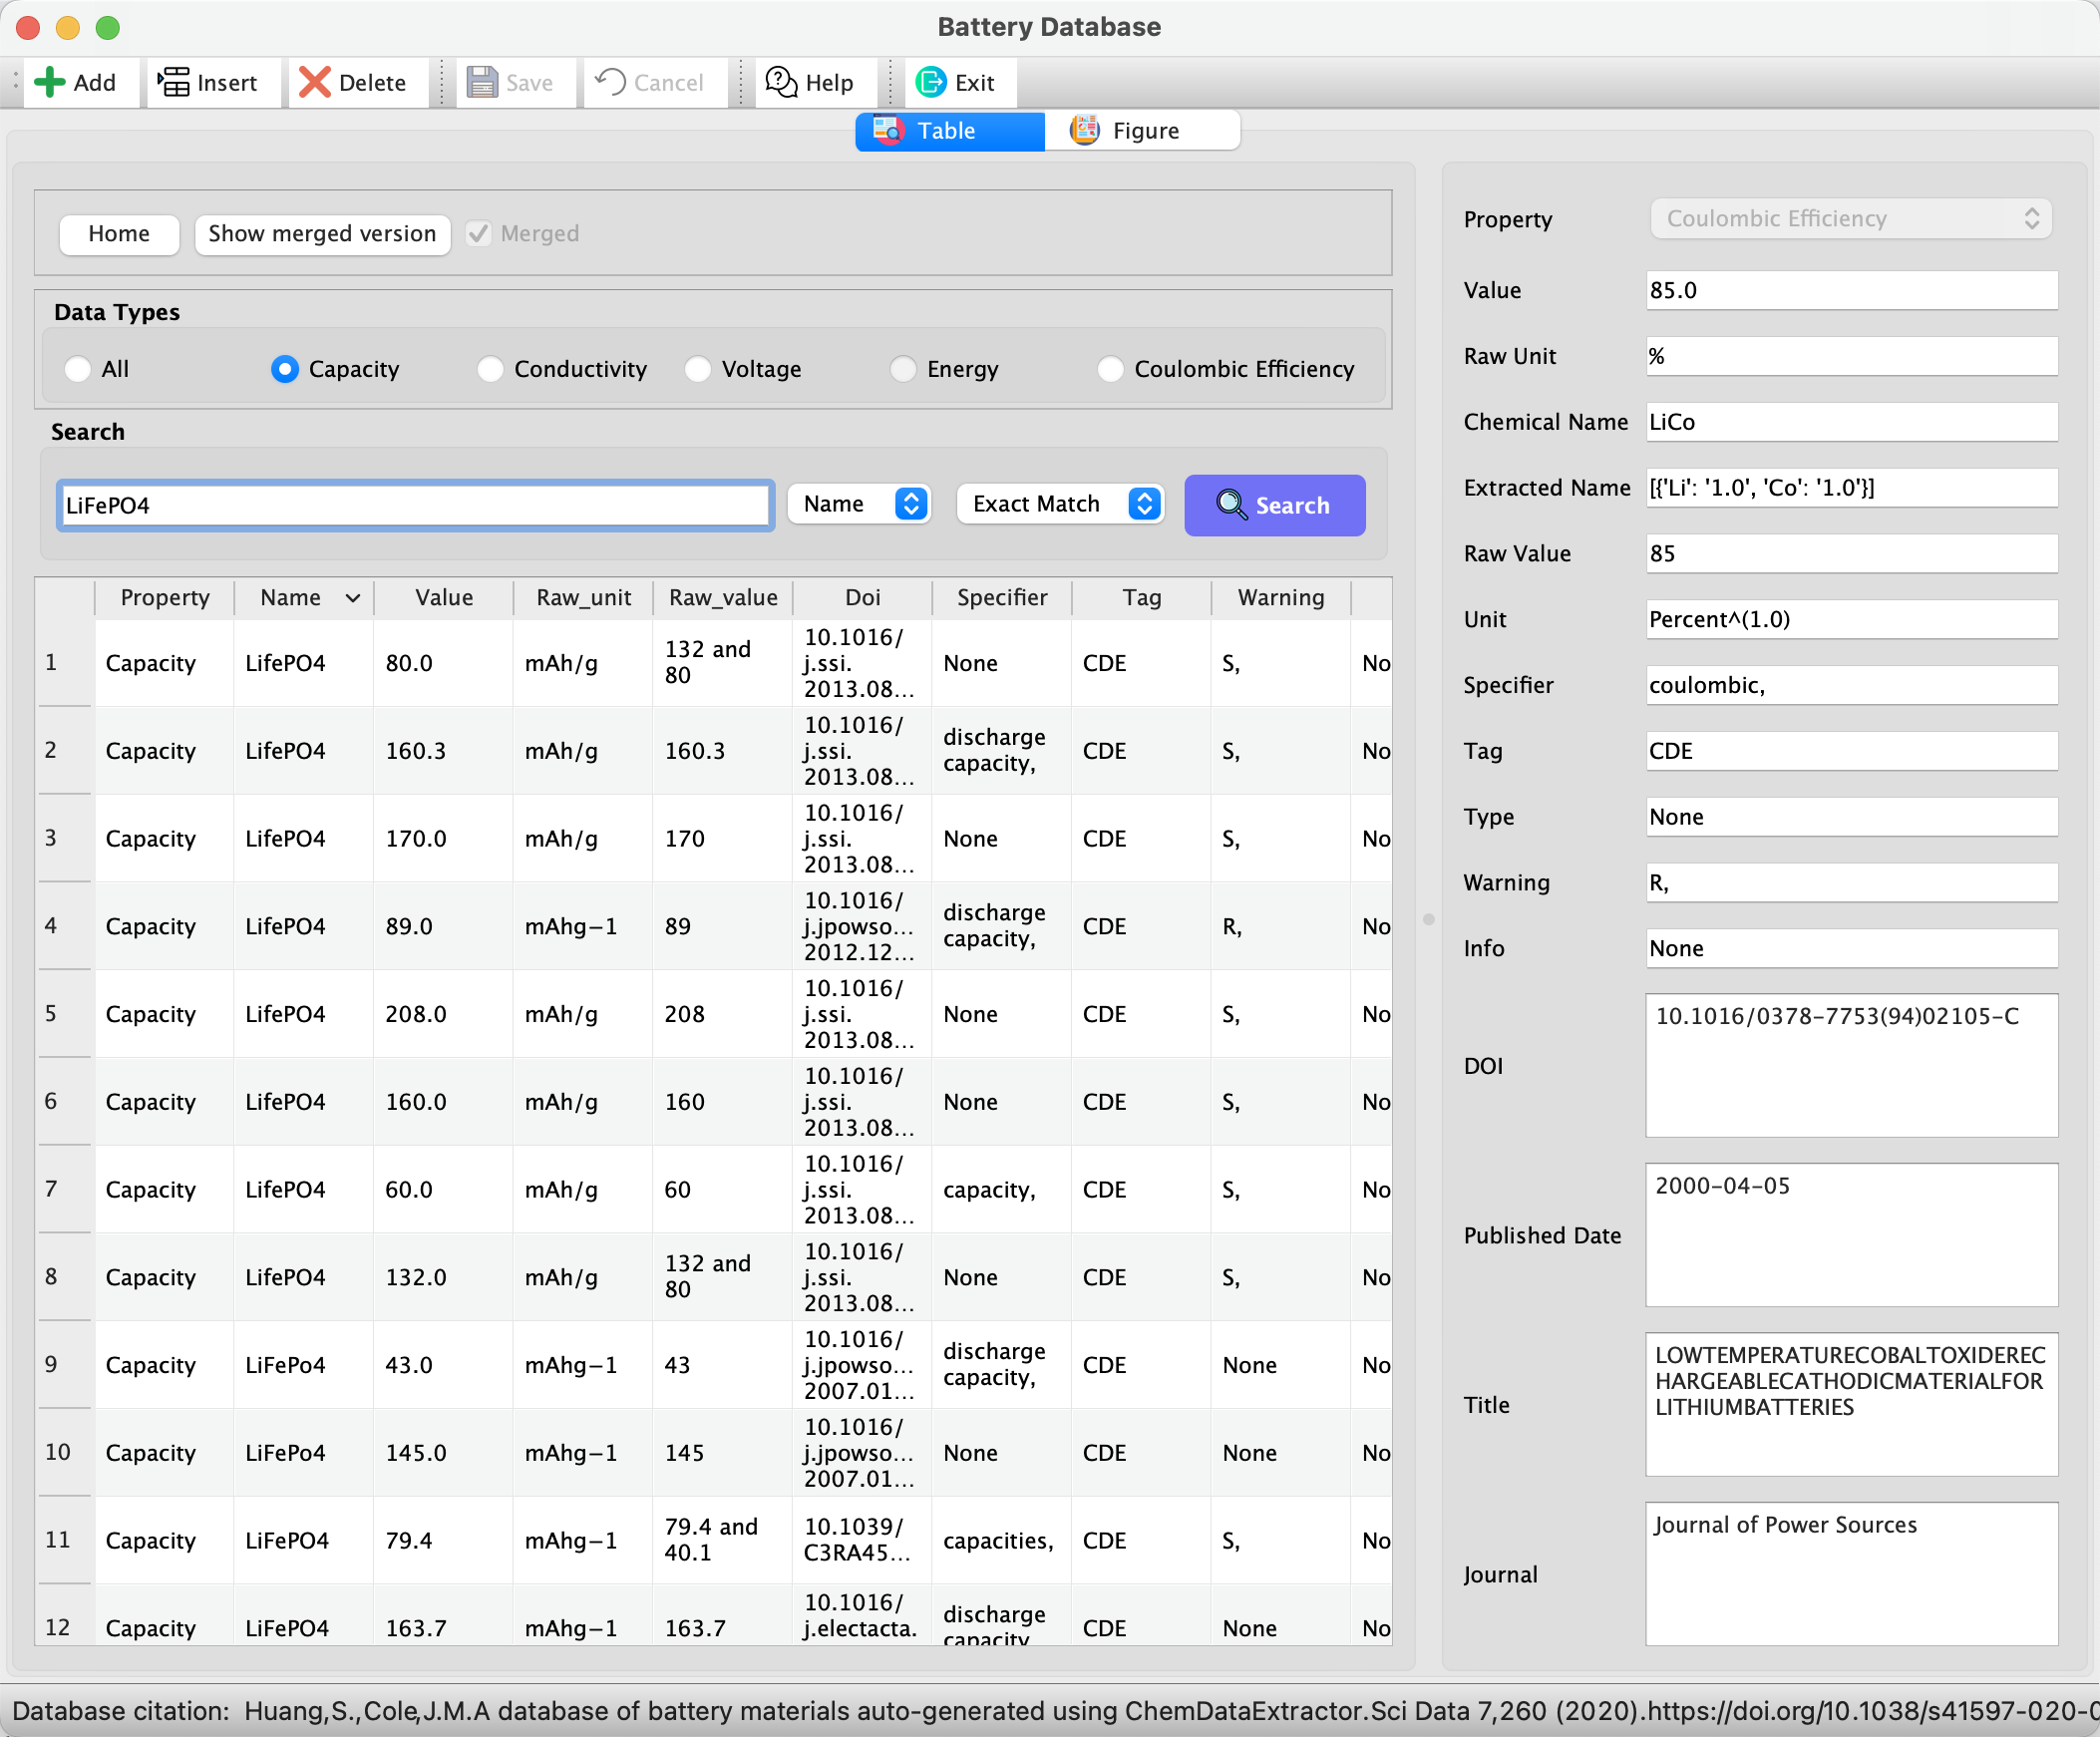 Battery Database
Add Insert Delete Save Cancel Help Exit
Table Figure
Home Show merged version Merged
Data Types
All Capacity Conductivity Voltage Energy Coulombic Efficiency
Search
LiFePO4 Name Exact Match Search
Property Name Value Raw_unit Raw_value Doi Specifier Tag Warning
1 Capacity LifePO4 80.0 mAh/g 132 and 80 10.1016/ j.ssi. 2013.08... None CDE S, No
2 Capacity LifePO4 160.3 mAh/g 160.3 10.1016/ j.ssi. 2013.08... discharge capacity, CDE S, No
3 Capacity LifePO4 170.0 mAh/g 170 10.1016/ j.ssi. 2013.08... None CDE S, No
4 Capacity LifePO4 89.0 mAhg−1 89 10.1016/ j.jpowso... 2012.12... discharge capacity, CDE R, No
5 Capacity LifePO4 208.0 mAh/g 208 10.1016/ j.ssi. 2013.08... None CDE S, No
6 Capacity LifePO4 160.0 mAh/g 160 10.1016/ j.ssi. 2013.08... None CDE S, No
7 Capacity LifePO4 60.0 mAh/g 60 10.1016/ j.ssi. 2013.08... capacity, CDE S, No
8 Capacity LifePO4 132.0 mAh/g 132 and 80 10.1016/ j.ssi. 2013.08... None CDE S, No
9 Capacity LiFePo4 43.0 mAhg−1 43 10.1016/ j.jpowso... 2007.01... discharge capacity, CDE None No
10 Capacity LiFePo4 145.0 mAhg−1 145 10.1016/ j.jpowso... 2007.01... None CDE None No
11 Capacity LiFePO4 79.4 mAhg−1 79.4 and 40.1 10.1039/ C3RA45... capacities, CDE S, No
12 Capacity LiFePO4 163.7 mAhg−1 163.7 10.1016/ j.electacta. discharge capacity CDE None No
Property Coulombic Efficiency
Value 85.0
Raw Unit %
Chemical Name LiCo
Extracted Name [{'Li': '1.0', 'Co': '1.0'}]
Raw Value 85
Unit Percent^(1.0)
Specifier coulombic,
Tag CDE
Type None
Warning R,
Info None
DOI 10.1016/0378-7753(94)02105-C
Published Date 2000-04-05
Title LOWTEMPERATURECOBALTOXIDEREC
HARGEABLECATHODICMATERIALFOR
LITHIUMBATTERIES
Journal Journal of Power Sources
Database citation: Huang,S.,Cole,J.M.A database of battery materials auto-generated using ChemDataExtractor.Sci Data 7,260 (2020).https://doi.org/10.1038/s41597-020-0